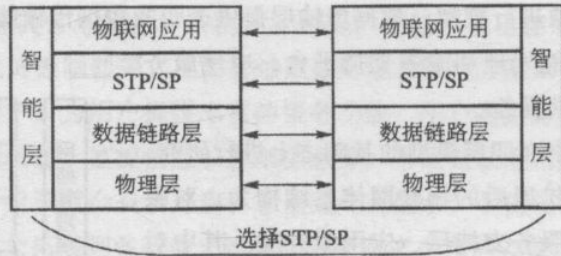 智能层
物联网应用
物联网应用
智能层
STP/SP
STP/SP
数据链路层
数据链路层
物理层
物理层
选择STP/SP